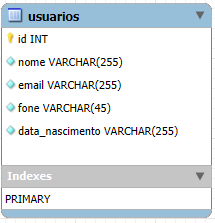 usuarios
id INT
nome VARCHAR(255)
email VARCHAR(255)
fone VARCHAR(45)
data_nascimento VARCHAR(255)
Indexes
PRIMARY